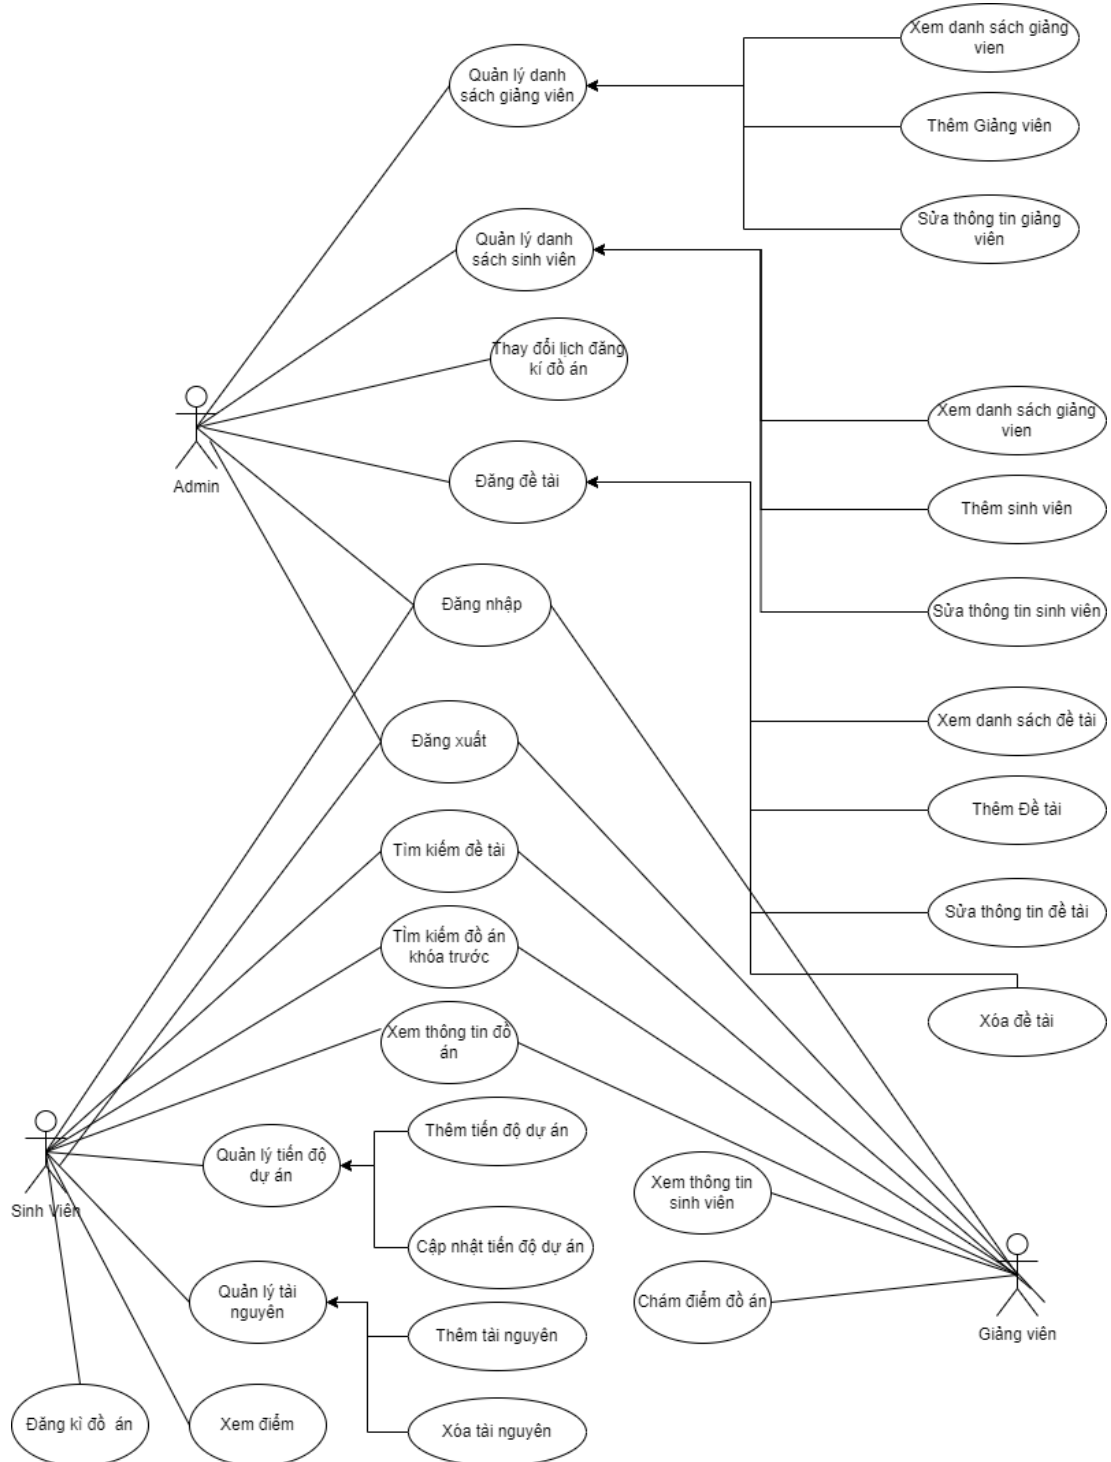 Xem danh sách giảng
vien
Quản lý danh
sách giảng viên
Thêm Giảng viên
Sửa thông tin giảng
viên
Quản lý danh
sách sinh viên
Thay đổi lịch đăng
kí đồ án
Xem danh sách giảng
vien
Admin
Đăng đề tài
Thêm sinh viên
Đăng nhập
Sửa thông tin sinh viên
Xem danh sách đề tài
Đăng xuất
Thêm Đề tài
Tìm kiếm đề tài
Sửa thông tin đề tài
TÌm kiếm đồ án
khóa trước
Xóa đề tài
Xem thông tin đồ
án
Thêm tiến độ dự án
Quản lý tiến độ
dự án
Xem thông tin
sinh viên
Sinh Viên
Cập nhật tiến độ dự án
Quản lý tài
nguyên
Chám điểm đồ án
Thêm tài nguyên
Giảng viên
Đăng kì đồ  án
Xem điểm
Xóa tài nguyên